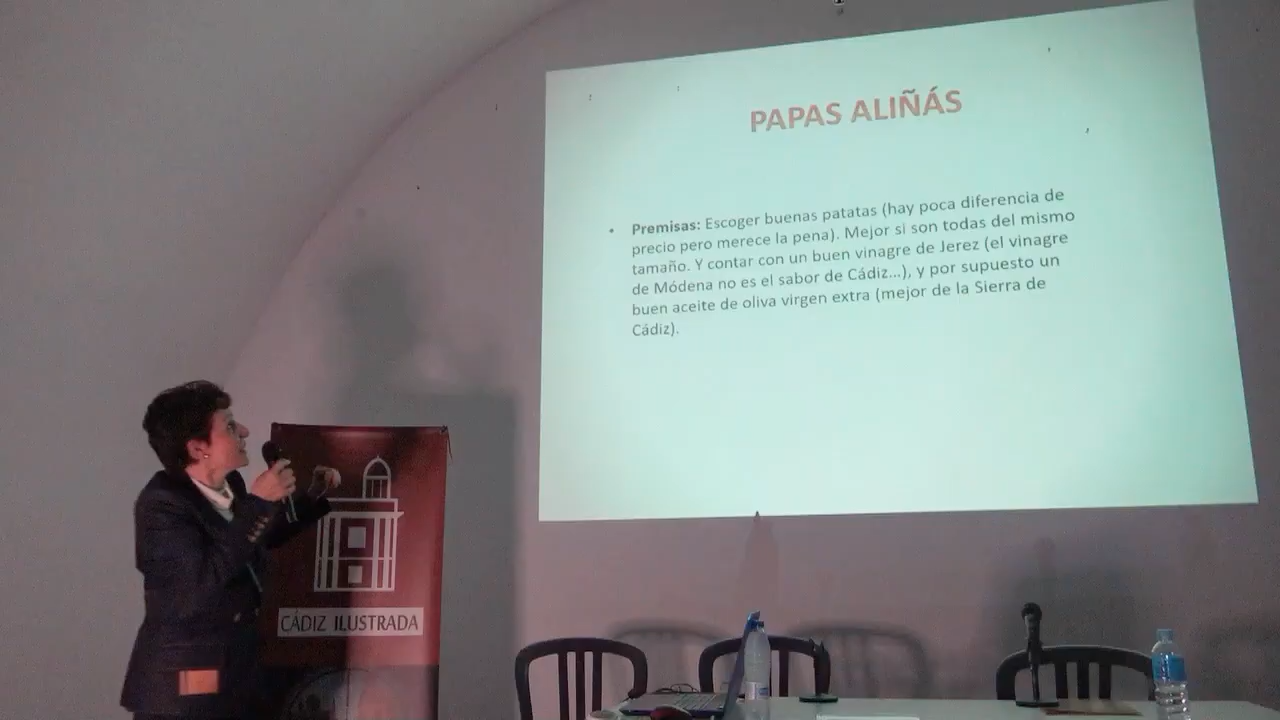 PAPAS ALIÑÁS
• Premisas: Escoger buenas patatas (hay poca diferencia de
precio pero merece la pena). Mejor si son todas del mismo
tamaño. Y contar con un buen vinagre de Jerez (el vinagre
de Módena no es el sabor de Cádiz...), y por supuesto un
buen aceite de oliva virgen extra (mejor de la Sierra de
Cádiz).
CÁDIZ ILUSTRADA